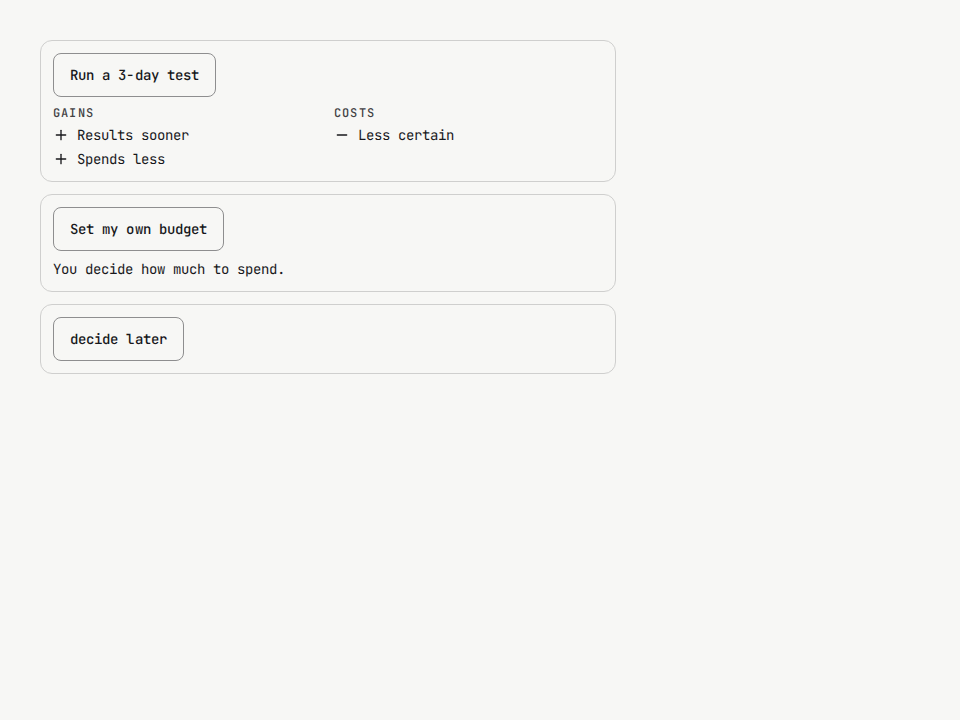 Run a 3-day test
GAINS
+ Results sooner
+ Spends less
COSTS
− Less certain
Set my own budget
You decide how much to spend.
decide later